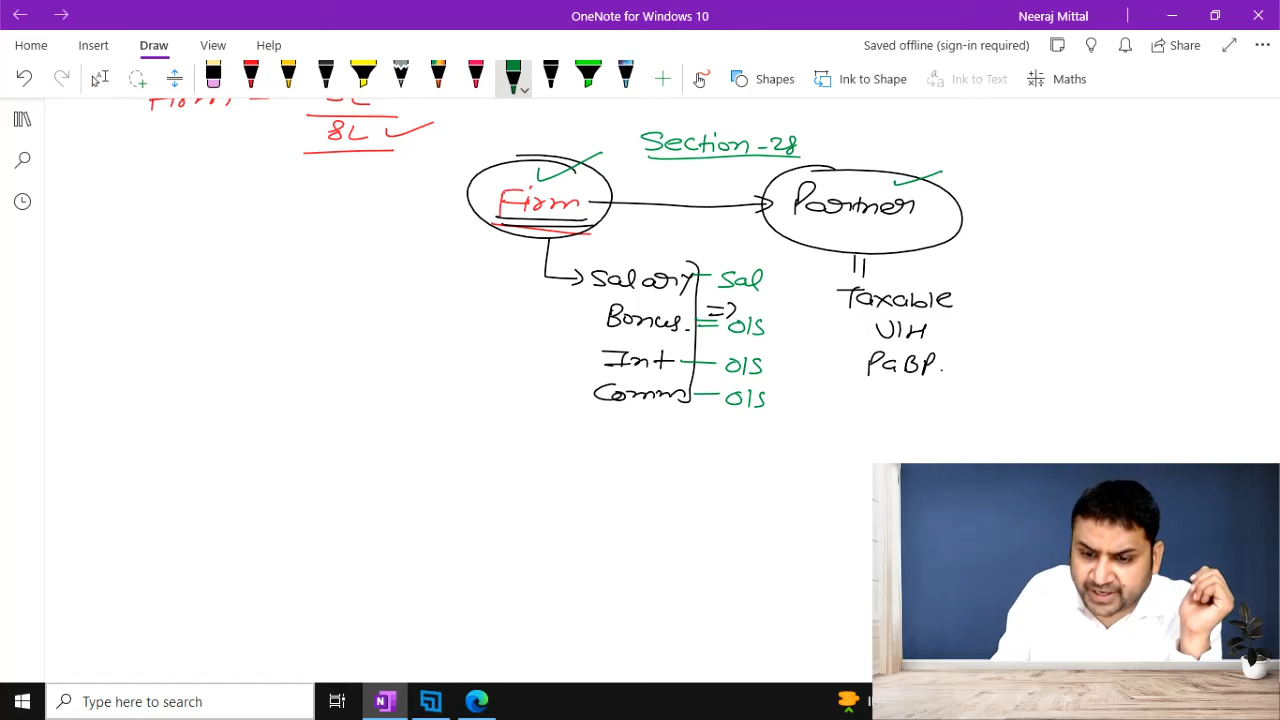 OneNote for Windows 10
Neeraj Mittal
Home Insert Draw View Help
Saved offline (sign-in required)
Share
Shapes
Ink to Shape
Ink to Text
Maths
8L
Section-28
Firm
Partner
Salary Sal
Bonus. => O/S
Int O/S
Comm O/S
Taxable
U/H
PGBP.
Type here to search